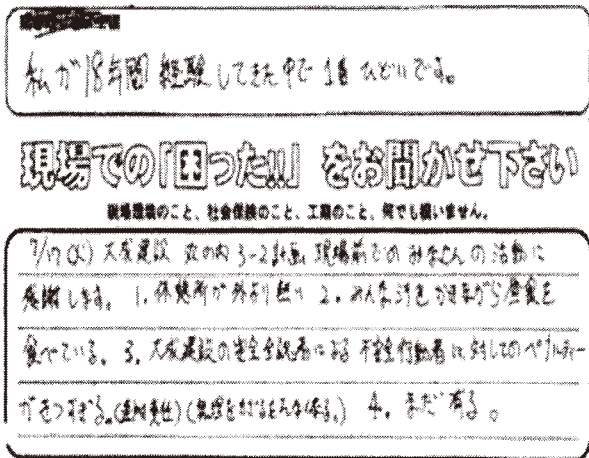 私が18年間 経験してきた中で 1番 ひどいです。
現場での「困った!!」をお聞かせ下さい
現場環境のこと、社会保険のこと、工期のこと、何でも構いません。
7/17(火) 大成建設 丸の内 3-2計画 現場前での みなさんの活動に
感謝します。 1. 休憩所が外より熱い 2. みんな汗をかきながら昼食を
食べている。 3. 大成建設の安全 による 不安全行動者に対してのペナルティー
がきつすぎる。 4. まだ有る。